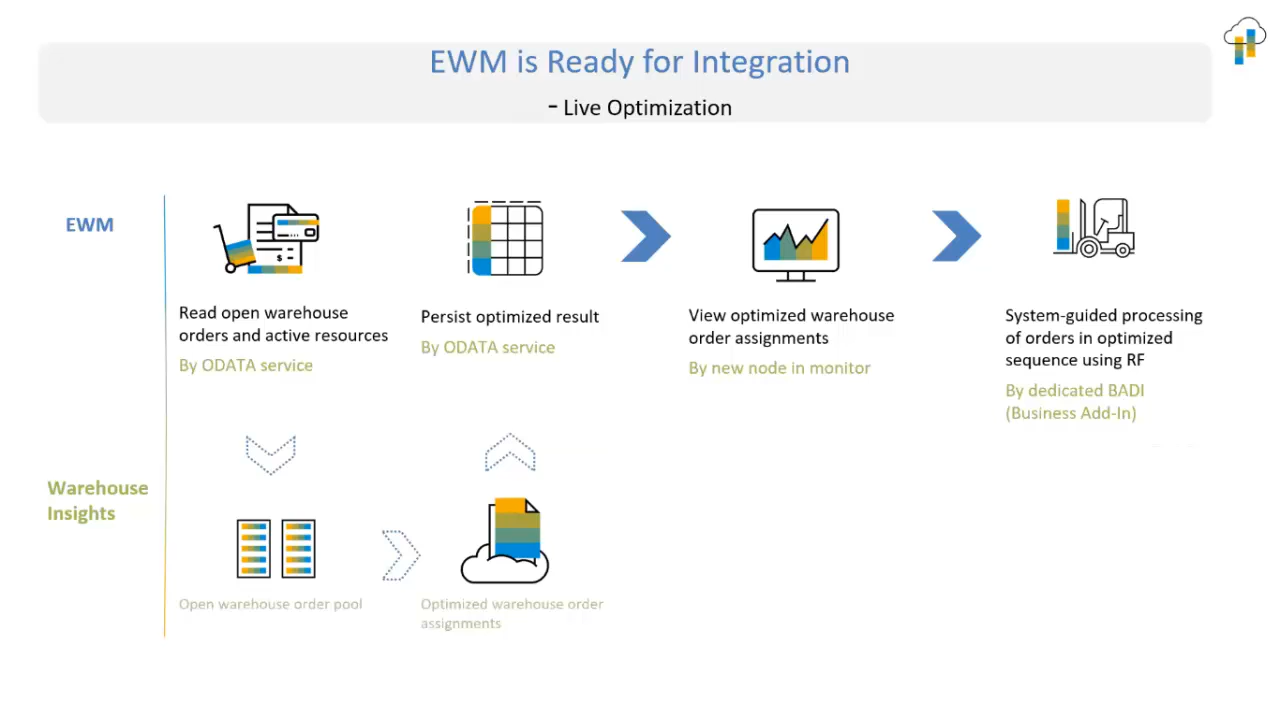 EWM is Ready for Integration
- Live Optimization
EWM
$
Read open warehouse
orders and active resources
By ODATA service
Persist optimized result
By ODATA service
View optimized warehouse
order assignments
By new node in monitor
System-guided processing
of orders in optimized
sequence using RF
By dedicated BADI
(Business Add-In)
Warehouse
Insights
Open warehouse order pool
Optimized warehouse order
assignments